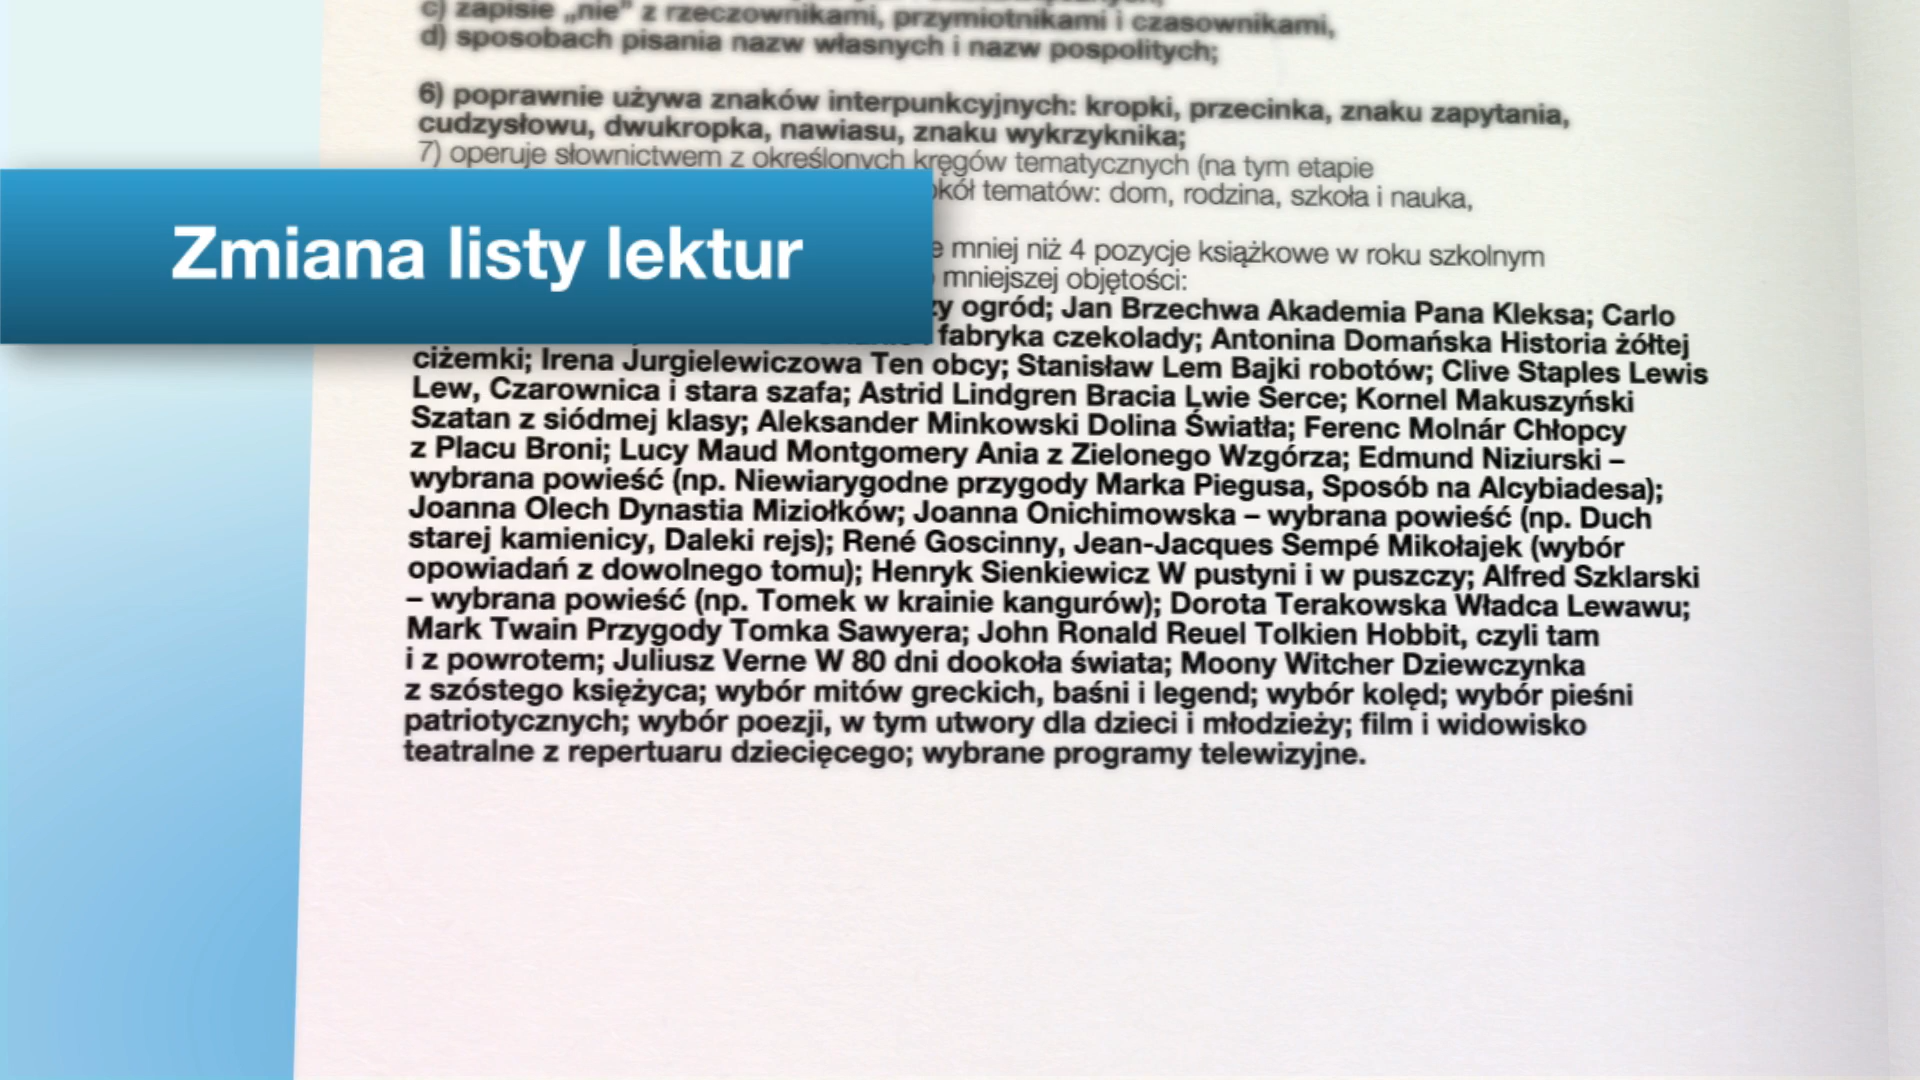 c) zapisie „nie” z rzeczownikami, przymiotnikami i czasownikami,
d) sposobach pisania nazw własnych i nazw pospolitych;
6) poprawnie używa znaków interpunkcyjnych: kropki, przecinka, znaku zapytania,
cudzysłowu, dwukropka, nawiasu, znaku wykrzyknika;
7) operuje słownictwem z określonych kręgów tematycznych (na tym etapie
tematów: dom, rodzina, szkoła i nauka,
Zmiana listy lektur
mniej niż 4 pozycje książkowe w roku szkolnym
mniejszej objętości:
ogród; Jan Brzechwa Akademia Pana Kleksa; Carlo
fabryka czekolady; Antonina Domańska Historia żółtej
ciżemki; Irena Jurgielewiczowa Ten obcy; Stanisław Lem Bajki robotów; Clive Staples Lewis
Lew, Czarownica i stara szafa; Astrid Lindgren Bracia Lwie Serce; Kornel Makuszyński
Szatan z siódmej klasy; Aleksander Minkowski Dolina Światła; Ferenc Molnár Chłopcy
z Placu Broni; Lucy Maud Montgomery Ania z Zielonego Wzgórza; Edmund Niziurski –
wybrana powieść (np. Niewiarygodne przygody Marka Piegusa, Sposób na Alcybiadesa);
Joanna Olech Dynastia Miziołków; Joanna Onichimowska – wybrana powieść (np. Duch
starej kamienicy, Daleki rejs); René Goscinny, Jean-Jacques Sempé Mikołajek (wybór
opowiadań z dowolnego tomu); Henryk Sienkiewicz W pustyni i w puszczy; Alfred Szklarski
– wybrana powieść (np. Tomek w krainie kangurów); Dorota Terakowska Władca Lewawu;
Mark Twain Przygody Tomka Sawyera; John Ronald Reuel Tolkien Hobbit, czyli tam
i z powrotem; Juliusz Verne W 80 dni dookoła świata; Moony Witcher Dziewczynka
z szóstego księżyca; wybór mitów greckich, baśni i legend; wybór kolęd; wybór pieśni
patriotycznych; wybór poezji, w tym utwory dla dzieci i młodzieży; film i widowisko
teatralne z repertuaru dziecięcego; wybrane programy telewizyjne.